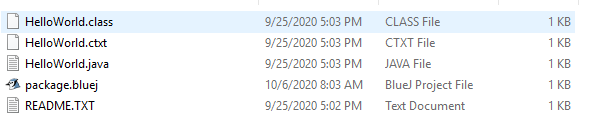 HelloWorld.class 9/25/2020 5:03 PM CLASS File 1 KB
HelloWorld.ctxt 9/25/2020 5:03 PM CTXT File 1 KB
HelloWorld.java 9/25/2020 5:03 PM JAVA File 1 KB
package.bluej 10/6/2020 8:03 AM BlueJ Project File 1 KB
README.TXT 9/25/2020 5:02 PM Text Document 1 KB